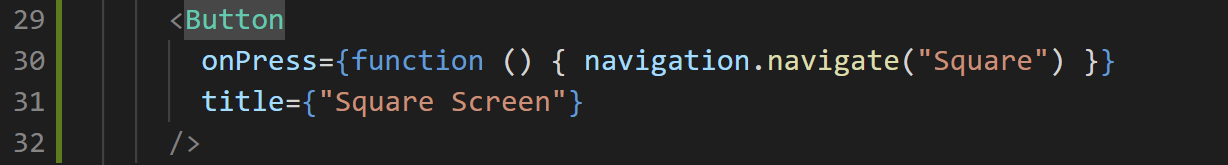 29 <Button
30 onPress={function () { navigation.navigate("Square") }}
31 title={"Square Screen"}
32 />